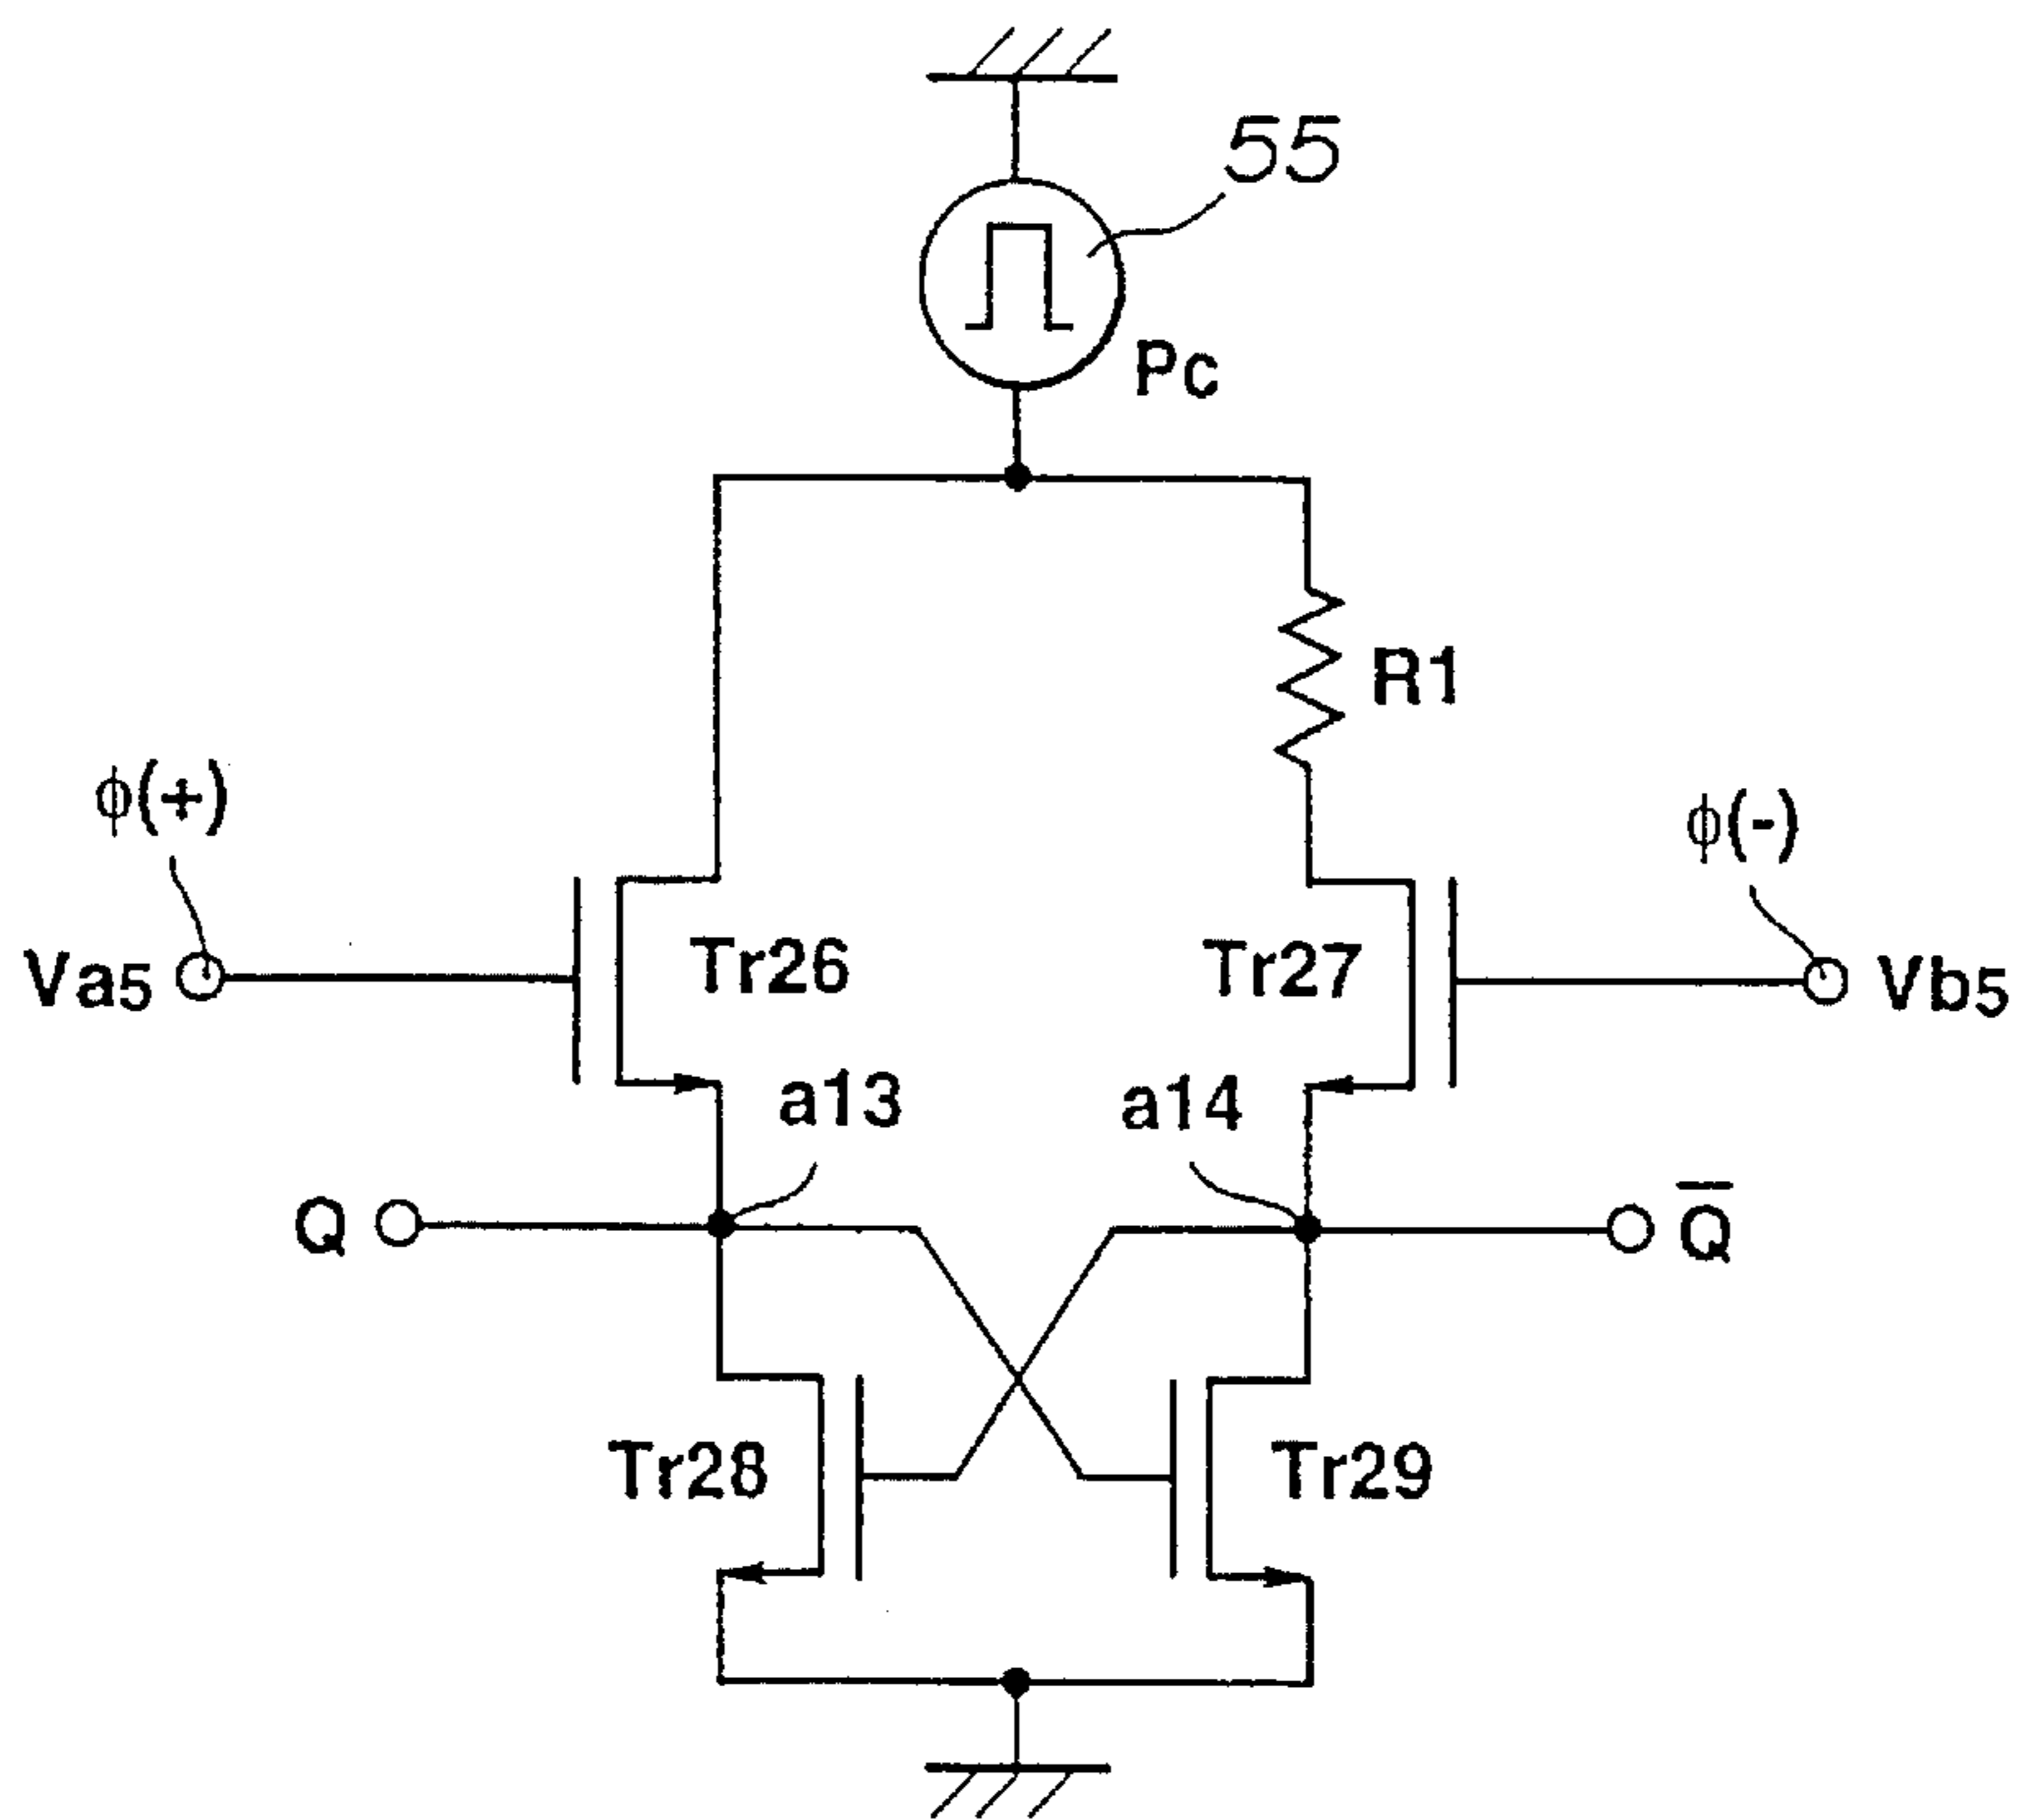 55
Pc
R1
ϕ(+)
ϕ(-)
Va5
Tr26
Tr27
Vb5
a13
a14
Q
Q̅
Tr28
Tr29